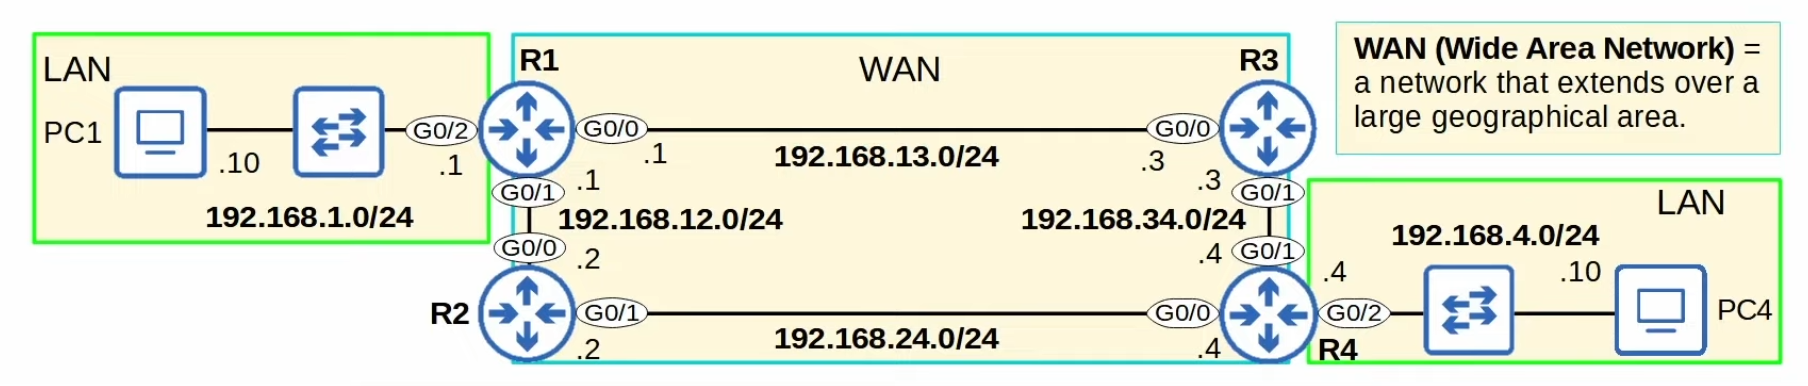 LAN
PC1
.10
G0/2
.1
192.168.1.0/24
R1
WAN
R3
G0/0
.1
192.168.13.0/24
G0/0
.3
G0/1
.1
192.168.12.0/24
G0/0
.2
.3
G0/1
192.168.34.0/24
.4
G0/1
R2
G0/1
.2
192.168.24.0/24
G0/0
.4
R4
WAN (Wide Area Network) =
a network that extends over a
large geographical area.
LAN
192.168.4.0/24
.4
.10
G0/2
PC4